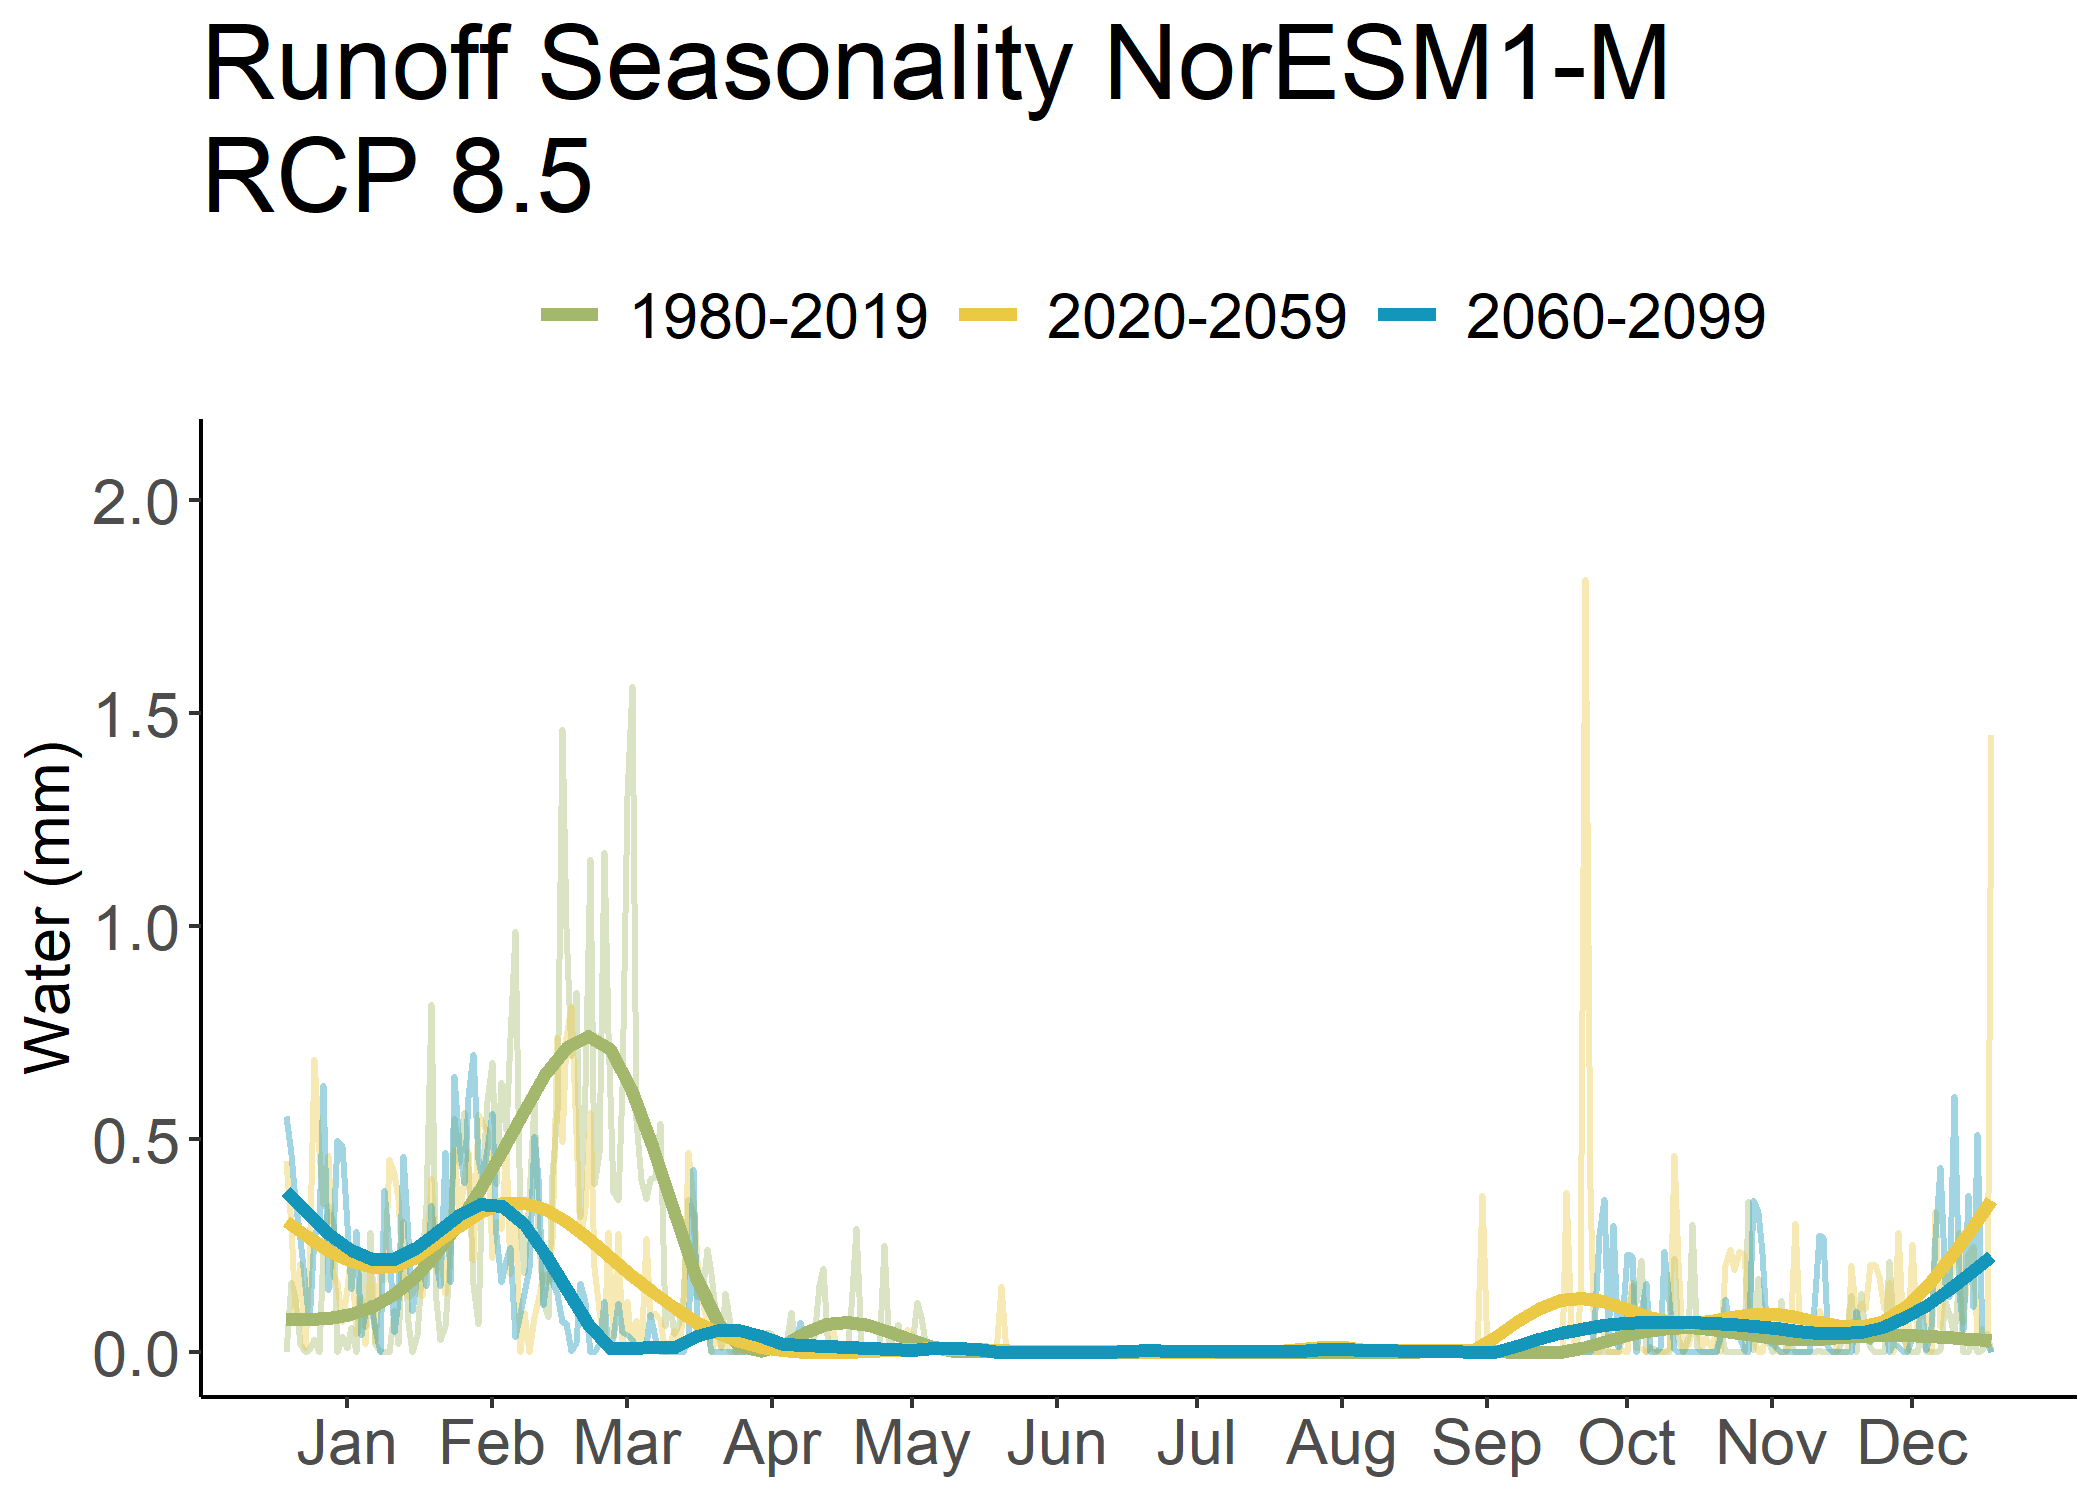 Runoff Seasonality NorESM1-M
RCP 8.5
1980-2019 2020-2059 2060-2099
Water (mm)
2.0
1.5
1.0
0.5
0.0
Jan Feb Mar Apr May Jun Jul Aug Sep Oct Nov Dec